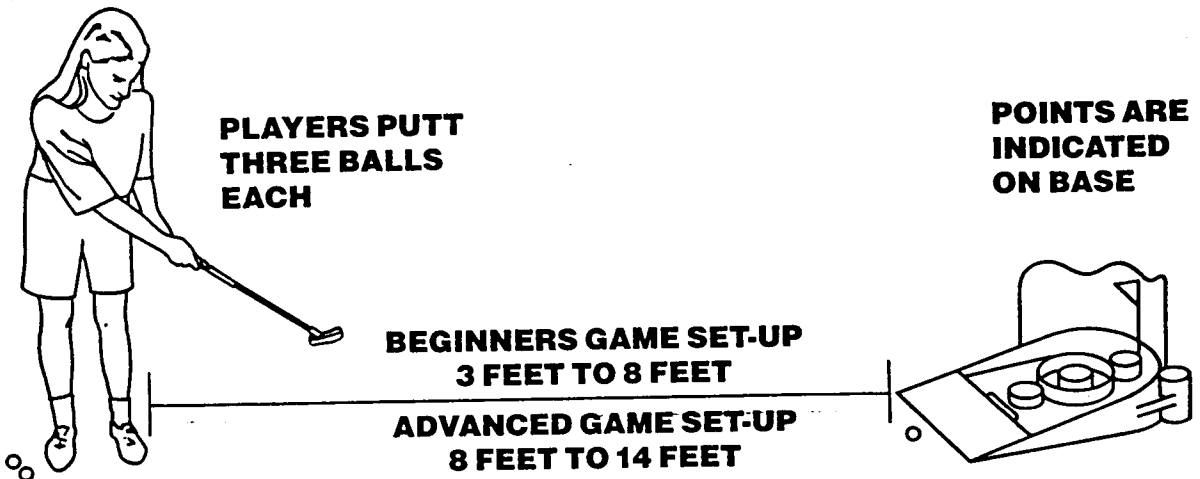 PLAYERS PUTT
THREE BALLS
EACH
POINTS ARE
INDICATED
ON BASE
BEGINNERS GAME SET-UP
3 FEET TO 8 FEET
ADVANCED GAME SET-UP
8 FEET TO 14 FEET